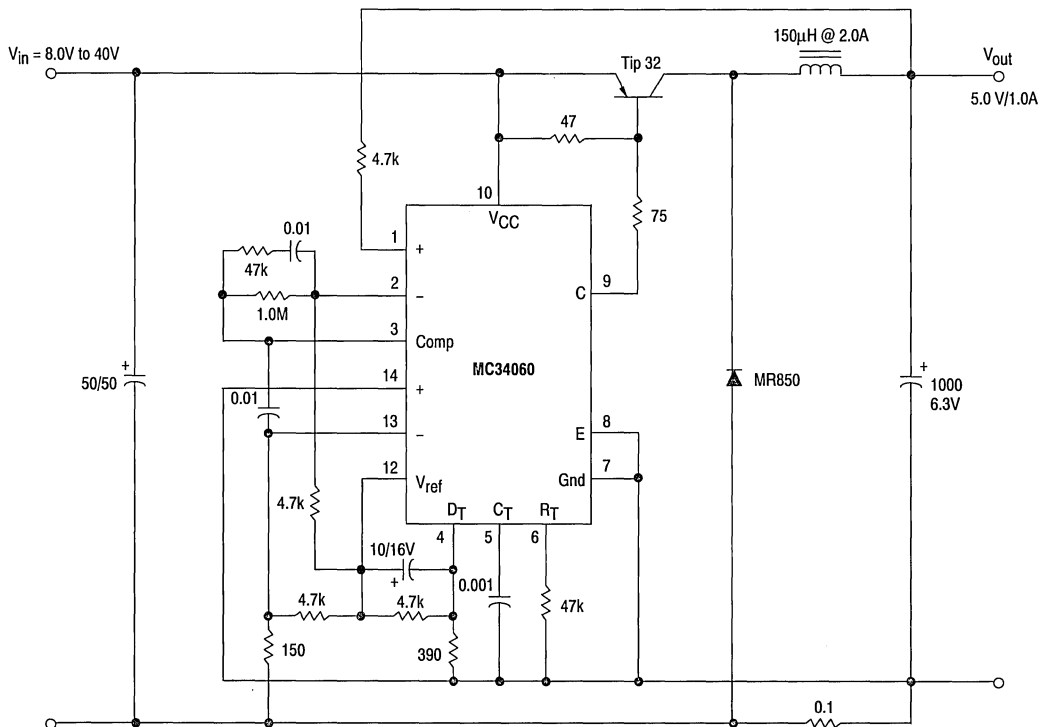 150µH @ 2.0A
Vin = 8.0V to 40V
Tip 32
Vout
5.0 V/1.0A
47
4.7k
10
VCC
75
0.01
1
+
47k
2
−
C
9
1.0M
3
Comp
MC34060
+
50/50
14
+
MR850
+
1000
6.3V
0.01
13
−
E
8
12
Vref
Gnd
7
4.7k
DT
CT
RT
4
5
6
10/16V
+
0.001
4.7k
4.7k
47k
150
390
0.1